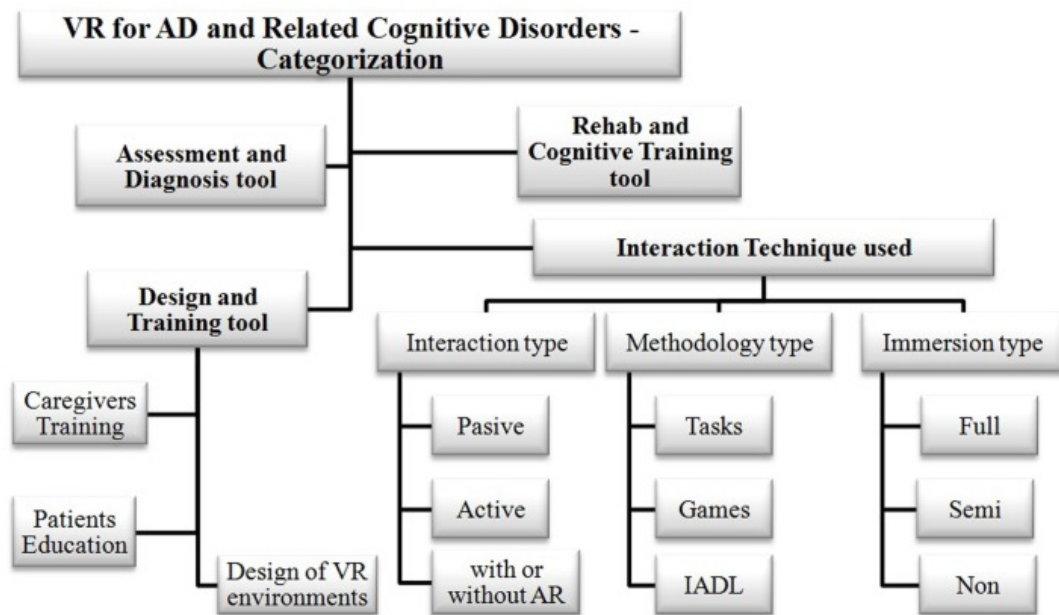 VR for AD and Related Cognitive Disorders -
Categorization
Assessment and
Diagnosis tool
Rehab and
Cognitive Training
tool
Interaction Technique used
Design and
Training tool
Caregivers
Training
Patients
Education
Design of VR
environments
Interaction type
Pasive
Active
with or
without AR
Methodology type
Tasks
Games
IADL
Immersion type
Full
Semi
Non